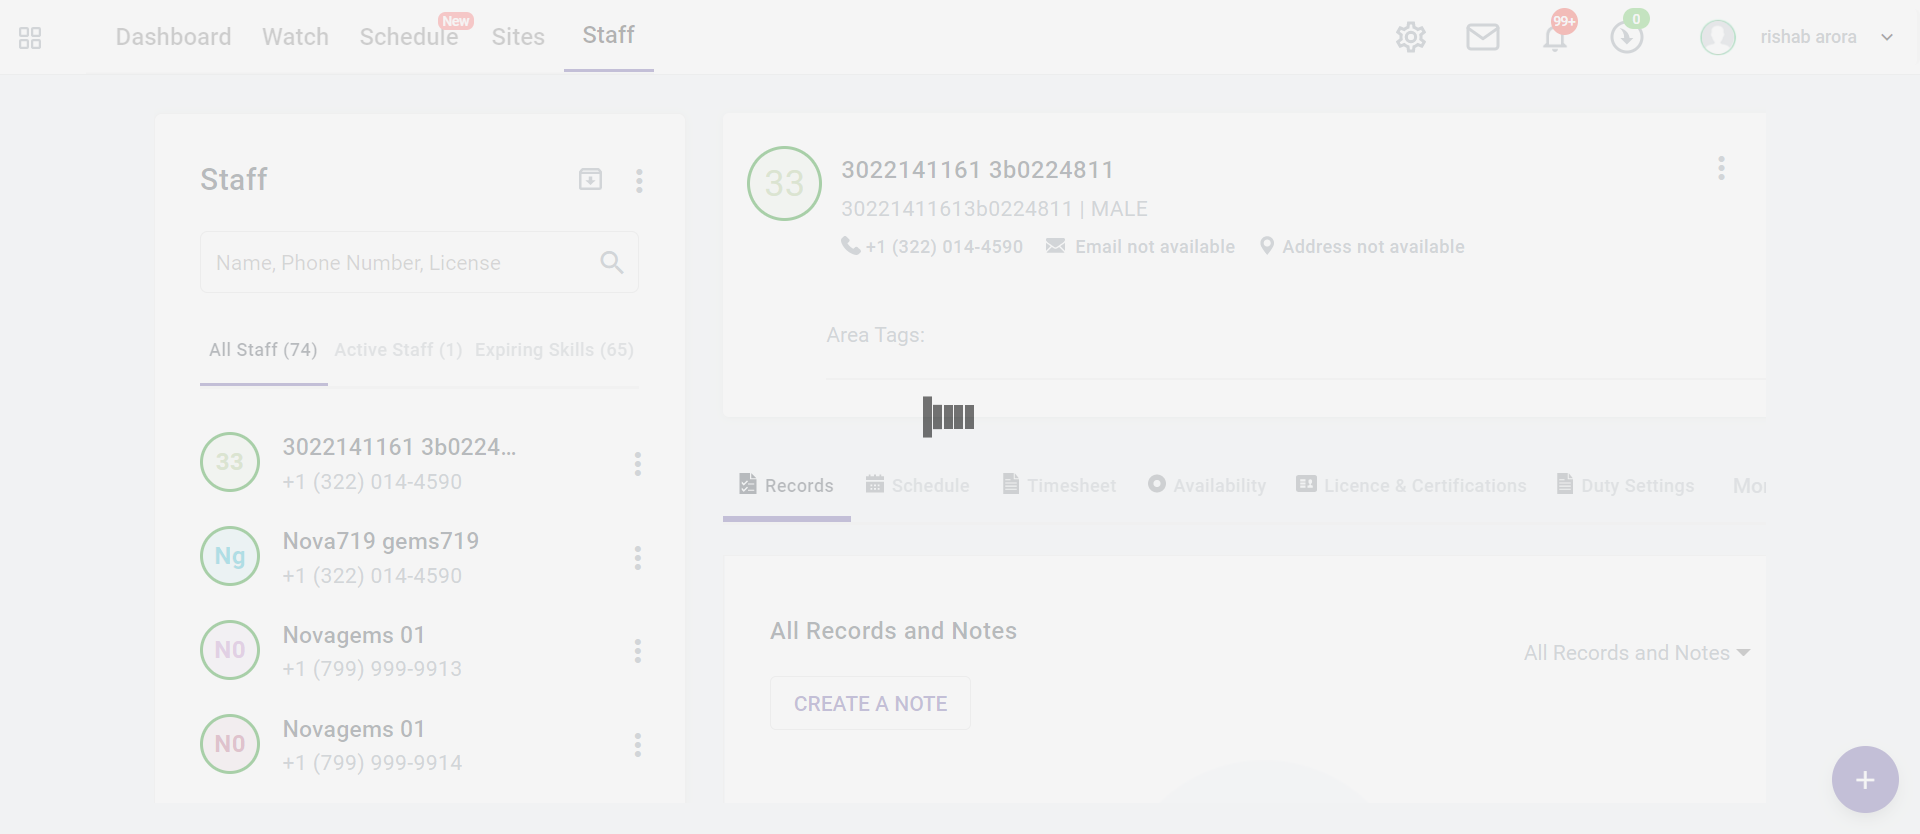 Dashboard Watch Schedule New Sites Staff 99+ 0 rishab arora
Staff
Name, Phone Number, License
All Staff (74) Active Staff (1) Expiring Skills (65)
33 3022141161 3b0224...
+1 (322) 014-4590
Ng Nova719 gems719
+1 (322) 014-4590
N0 Novagems 01
+1 (799) 999-9913
N0 Novagems 01
+1 (799) 999-9914
33 3022141161 3b0224811
30221411613b0224811 | MALE
+1 (322) 014-4590 Email not available Address not available
Area Tags:
Records Schedule Timesheet Availability Licence & Certifications Duty Settings
All Records and Notes
All Records and Notes
CREATE A NOTE